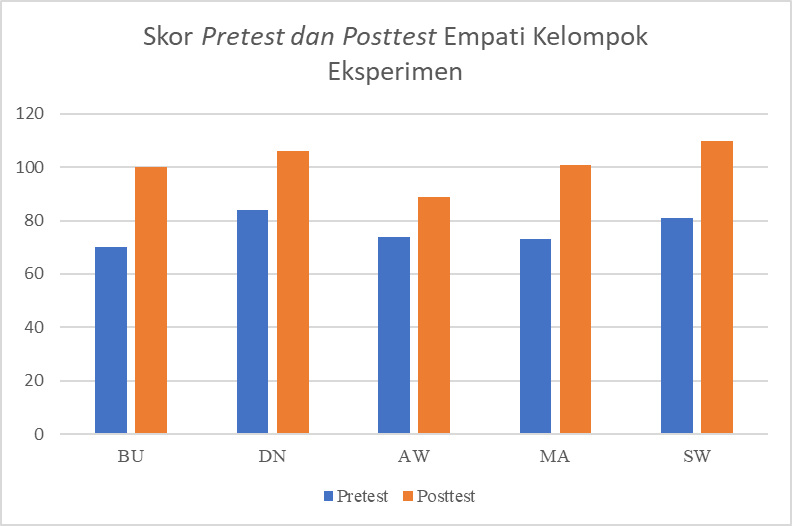 Skor Pretest dan Posttest Empati Kelompok
Eksperimen
120
100
80
60
40
20
0
BU DN AW MA SW
Pretest Posttest